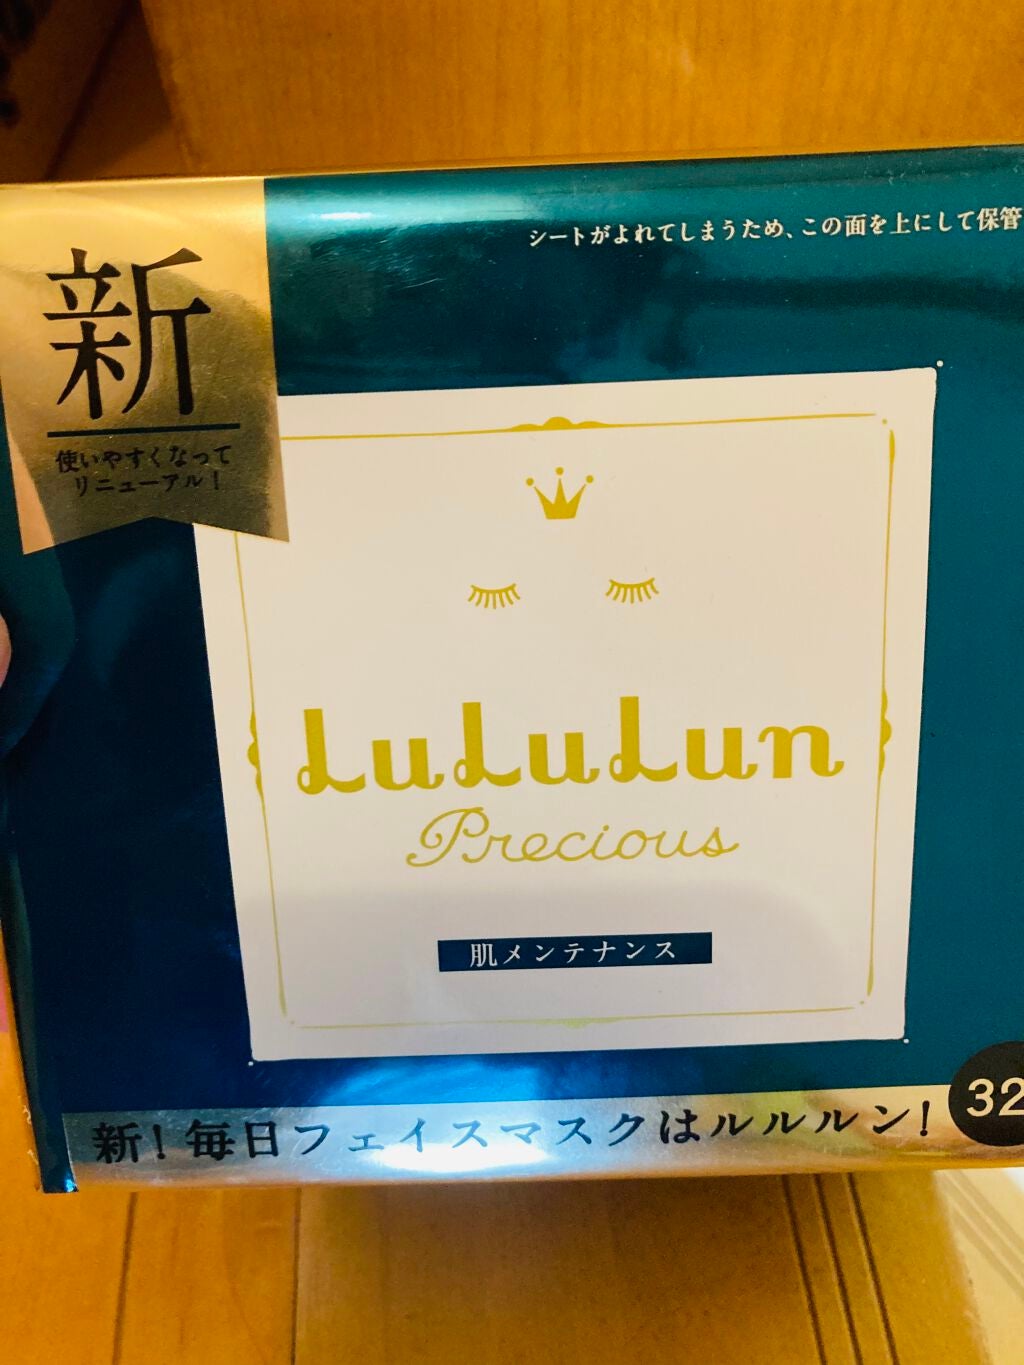 シートがよれてしまうため、この面を上にして保管
新
使いやすくなって
リニューアル！
LuLuLun
Precious
肌メンテナンス
32
新！毎日フェイスマスクはルルルン！